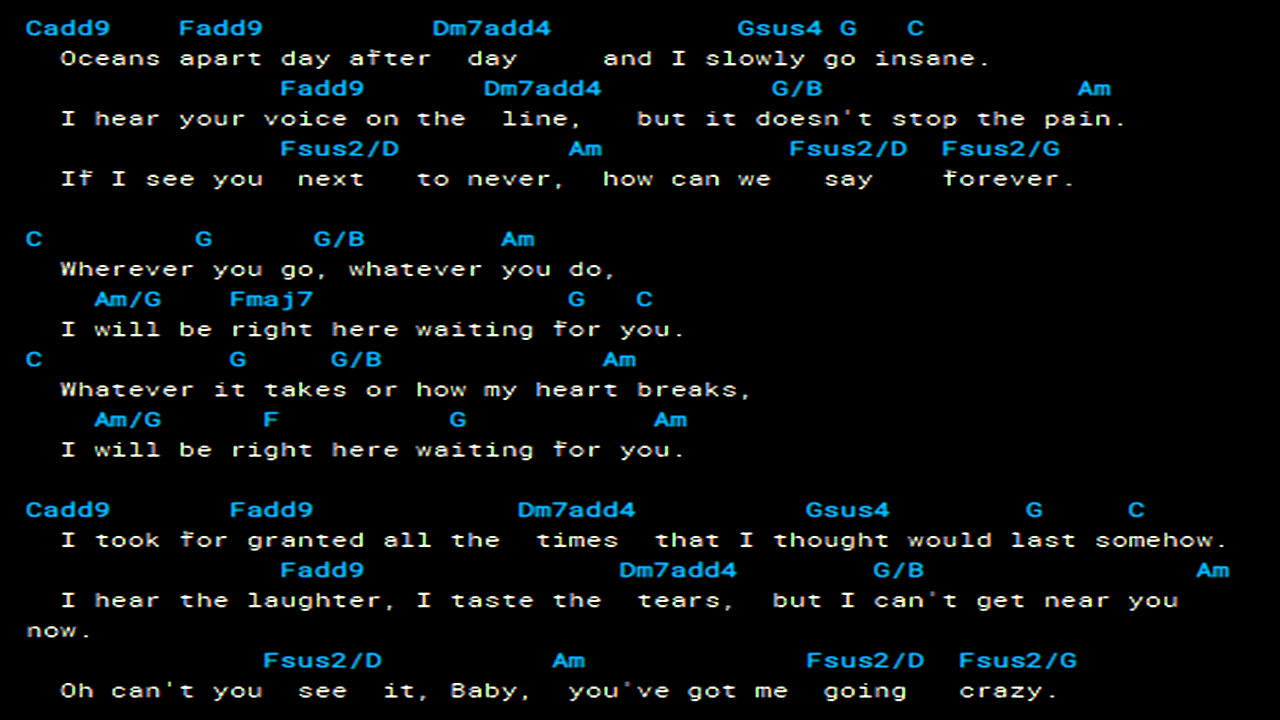 Cadd9 Fadd9 Dm7add4 Gsus4 G C
Oceans apart day after day and I slowly go insane.
Fadd9 Dm7add4 G/B Am
I hear your voice on the line, but it doesn't stop the pain.
Fsus2/D Am Fsus2/D Fsus2/G
If I see you next to never, how can we say forever.
C G G/B Am
Wherever you go, whatever you do,
Am/G Fmaj7 G C
I will be right here waiting for you.
C G G/B Am
Whatever it takes or how my heart breaks,
Am/G F G Am
I will be right here waiting for you.
Cadd9 Fadd9 Dm7add4 Gsus4 G C
I took for granted all the times that I thought would last somehow.
Fadd9 Dm7add4 G/B Am
I hear the laughter, I taste the tears, but I can't get near you
now.
Fsus2/D Am Fsus2/D Fsus2/G
Oh can't you see it, Baby, you've got me going crazy.